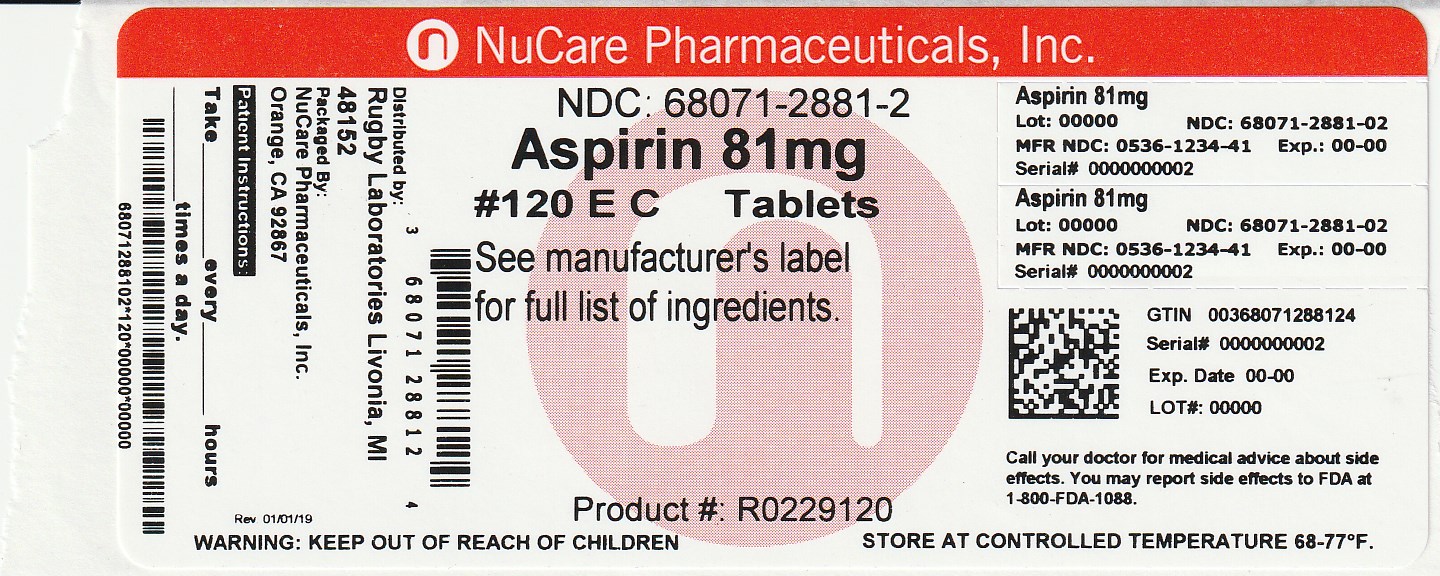 n NuCare Pharmaceuticals, Inc.
NDC: 68071-2881-2
Aspirin 81mg
#120 E C Tablets
See manufacturer's label
for full list of ingredients.
Product #: R0229120
Distributed by:
Rugby Laboratories Livonia, MI
48152
Packaged By:
NuCare Pharmaceuticals, Inc.
Orange, CA 92867
Patient Instructions:
Take______every______ hours
______times a day.
68071288102*120*00000*00000
3 68071 28812 4
Rev 01/01/19
WARNING: KEEP OUT OF REACH OF CHILDREN
Aspirin 81mg
Lot: 00000 NDC: 68071-2881-02
MFR NDC: 0536-1234-41 Exp.: 00-00
Serial# 0000000002
Aspirin 81mg
Lot: 00000 NDC: 68071-2881-02
MFR NDC: 0536-1234-41 Exp.: 00-00
Serial# 0000000002
GTIN 00368071288124
Serial# 0000000002
Exp. Date 00-00
LOT#: 00000
Call your doctor for medical advice about side
effects. You may report side effects to FDA at
1-800-FDA-1088.
STORE AT CONTROLLED TEMPERATURE 68-77°F.